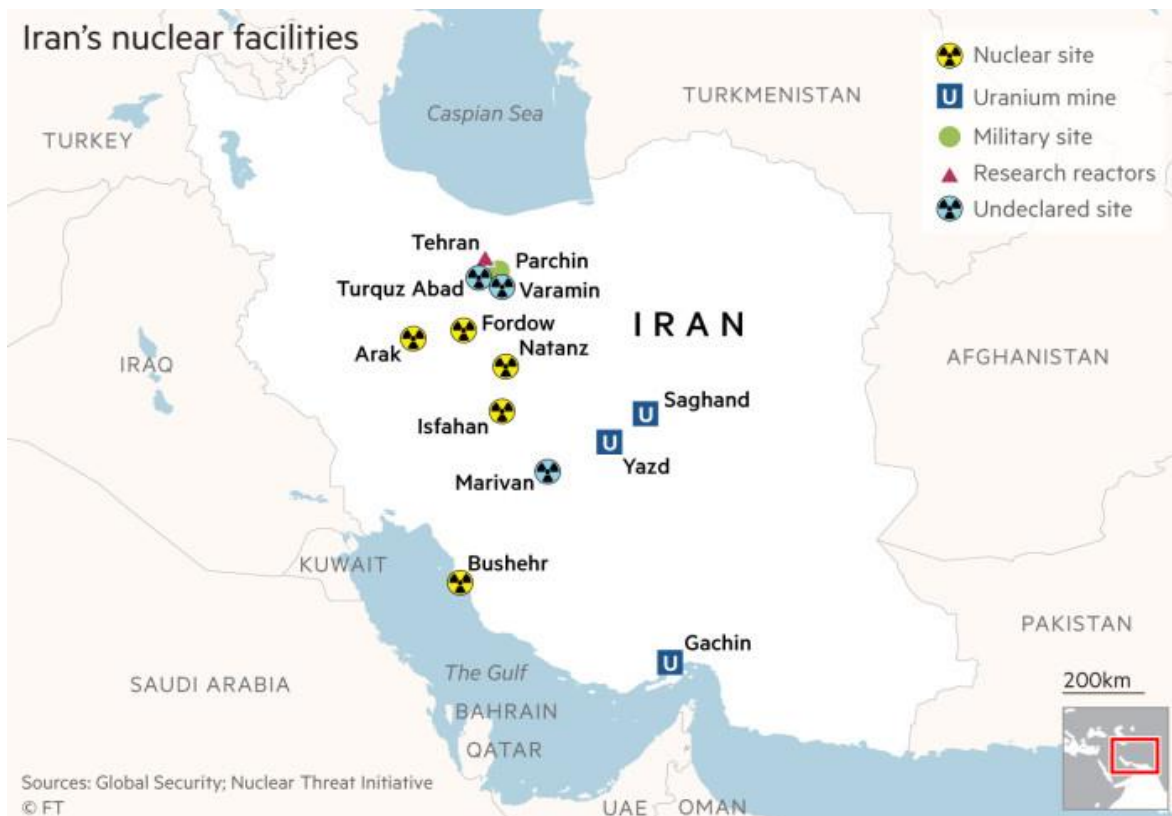 Iran's nuclear facilities
Nuclear site
Uranium mine
Military site
Research reactors
Undeclared site
Caspian Sea
TURKMENISTAN
TURKEY
Tehran
Parchin
Turquz Abad
Varamin
Fordow
IRAN
Natanz
Arak
IRAQ
AFGHANISTAN
U
Saghand
Isfahan
U
Yazd
Marivan
KUWAIT
Bushehr
PAKISTAN
Gachin
U
The Gulf
200km
SAUDI ARABIA
BAHRAIN
QATAR
Sources: Global Security; Nuclear Threat Initiative
© FT
UAE
OMAN
U